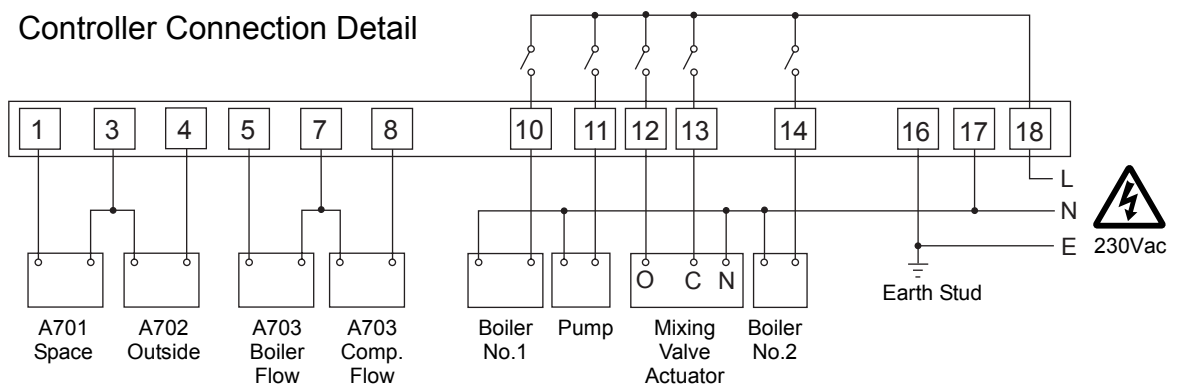 Controller Connection Detail
1 3 4 5 7 8 10 11 12 13 14 16 17 18
L
N
E
230Vac
O C N
Earth Stud
A701
Space
A702
Outside
A703
Boiler
Flow
A703
Comp.
Flow
Boiler
No.1
Pump
Mixing
Valve
Actuator
Boiler
No.2